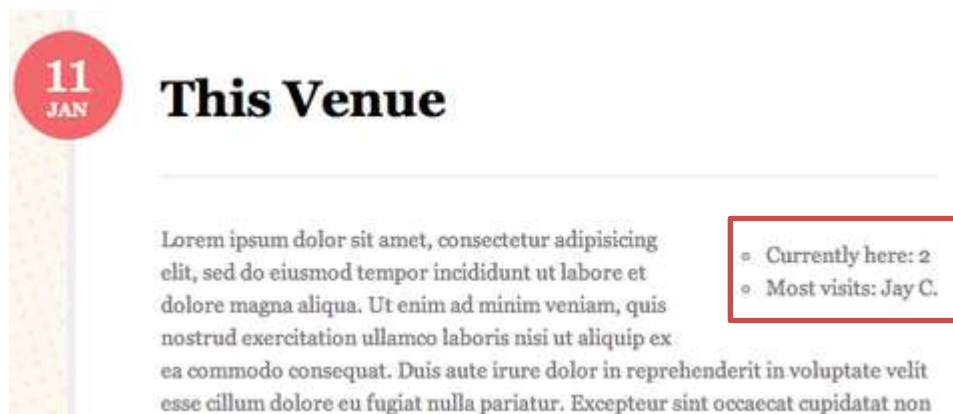 11
JAN
This Venue
Lorem ipsum dolor sit amet, consectetur adipisicing
elit, sed do eiusmod tempor incididunt ut labore et
dolore magna aliqua. Ut enim ad minim veniam, quis
nostrud exercitation ullamco laboris nisi ut aliquip ex
ea commodo consequat. Duis aute irure dolor in reprehenderit in voluptate velit
esse cillum dolore eu fugiat nulla pariatur. Excepteur sint occaecat cupidatat non
Currently here: 2
Most visits: Jay C.